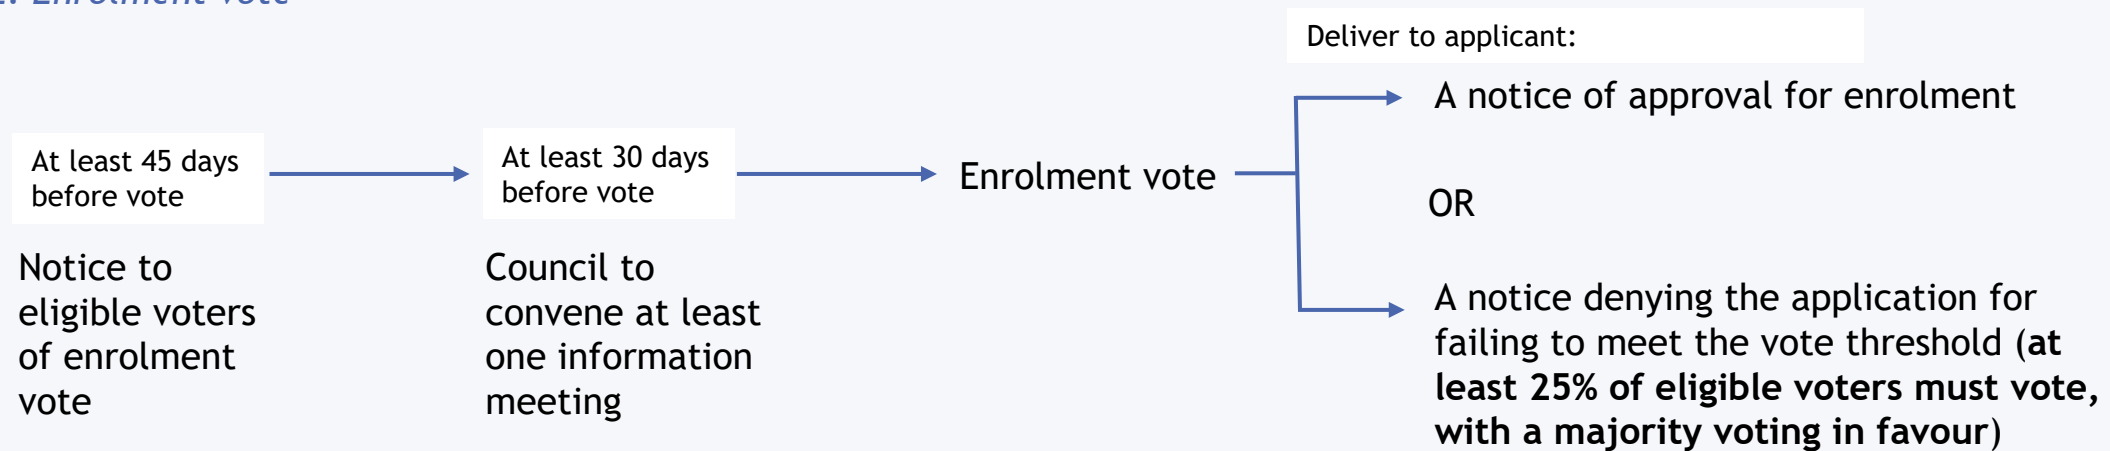 Enrolment vote
Deliver to applicant:
A notice of approval for enrolment
At least 45 days
before vote
At least 30 days
before vote
Enrolment vote
OR
Notice to
eligible voters
of enrolment
vote
Council to
convene at least
one information
meeting
A notice denying the application for
failing to meet the vote threshold (at
least 25% of eligible voters must vote,
with a majority voting in favour)